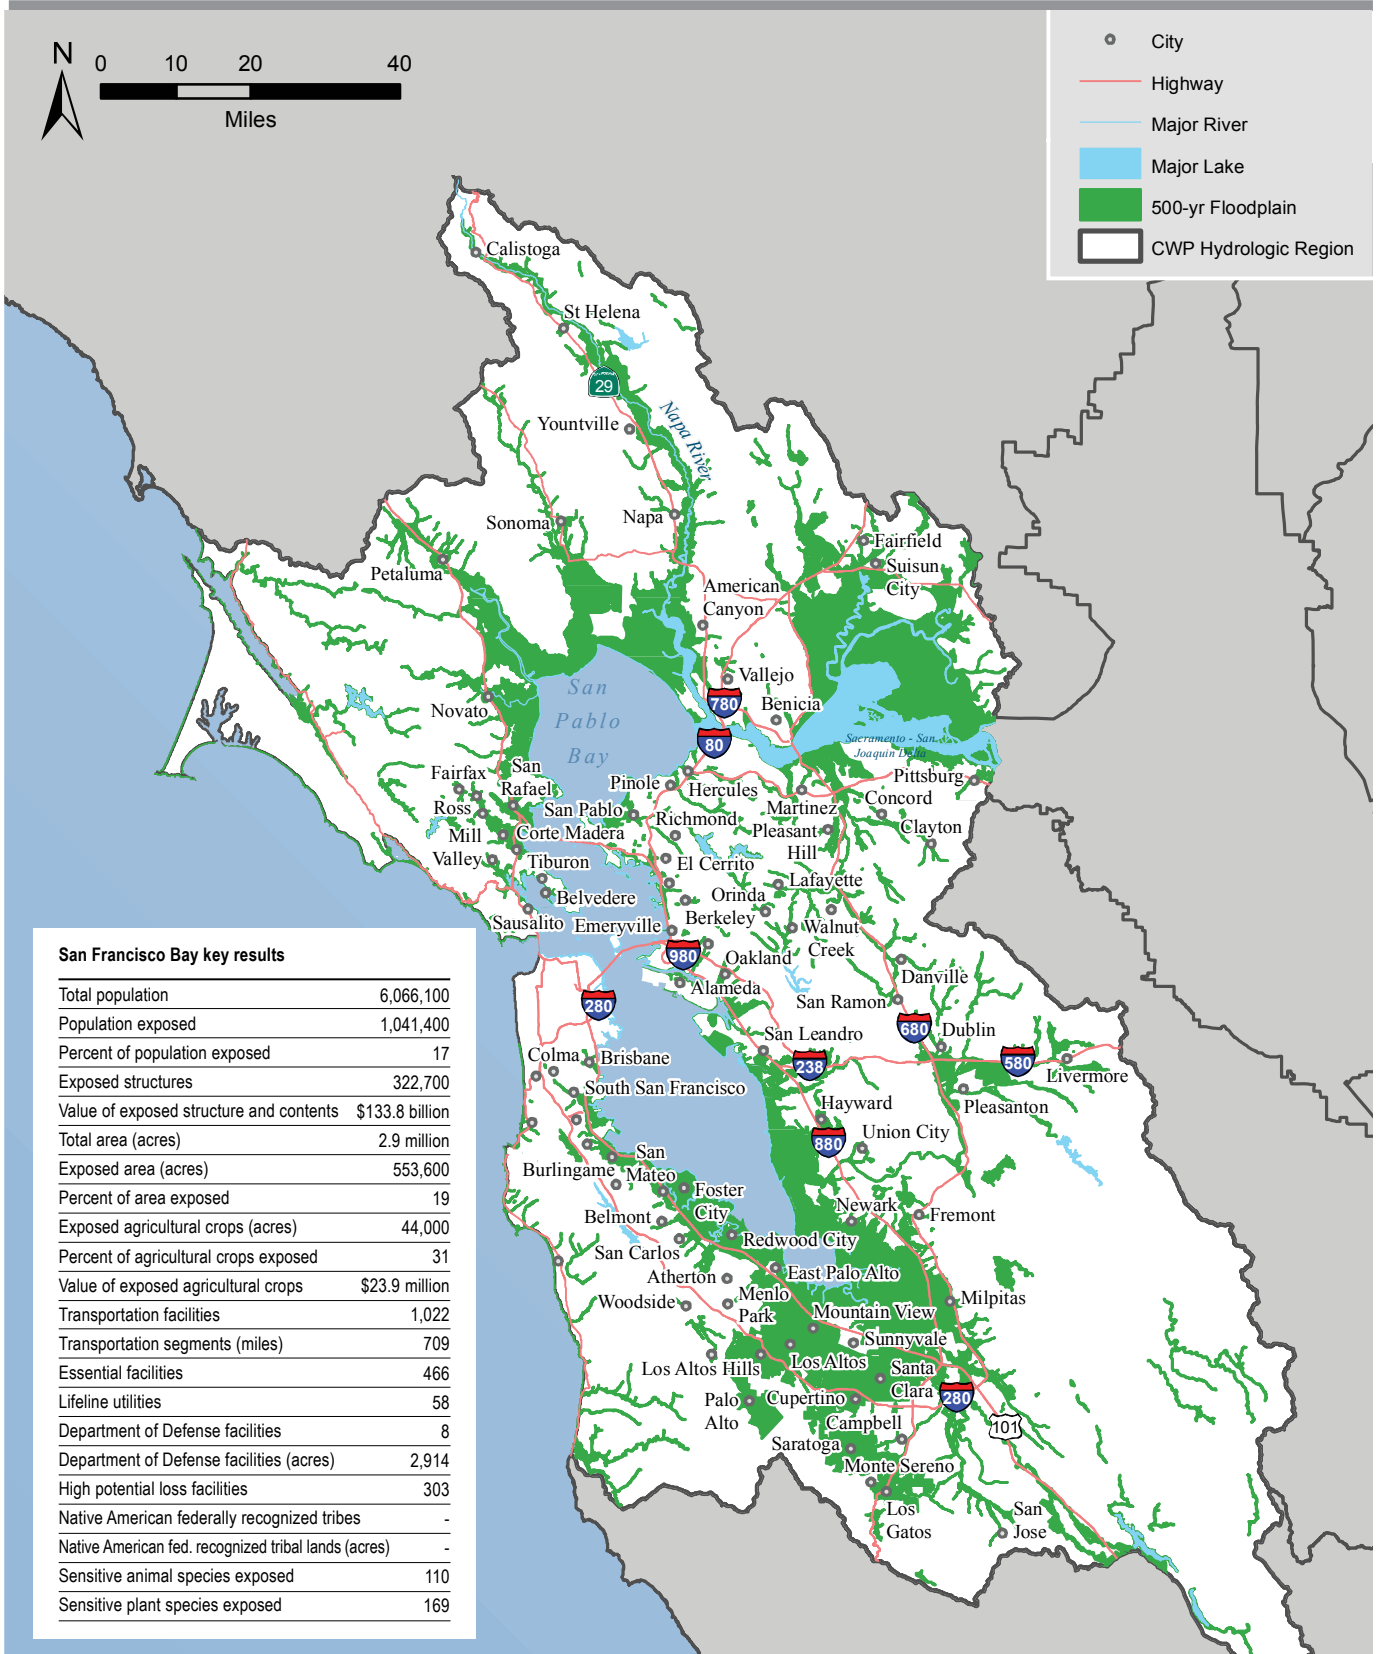 N
0 10 20 40
Miles
City
Highway
Major River
Major Lake
500-yr Floodplain
CWP Hydrologic Region
Calistoga
St Helena
29
Yountville
Napa River
Sonoma
Napa
Petaluma
Fairfield
Suisun
City
American
Canyon
Vallejo
780
Benicia
80
San
Pablo
Bay
Novato
Sacramento - San
Joaquin Delta
Pittsburg
Fairfax
San
Rafael
Pinole
Hercules
Martinez
Concord
Ross
San Pablo
Richmond
Pleasant
Hill
Clayton
Mill
Valley
Corte Madera
Tiburon
El Cerrito
Lafayette
Belvedere
Orinda
Sausalito
Emeryville
Berkeley
Walnut
Creek
980
Oakland
Danville
Alameda
San Ramon
280
San Leandro
680
Dublin
580
Livermore
238
Colma
Brisbane
South San Francisco
Hayward
Pleasanton
880
Union City
San
Mateo
Burlingame
Foster
City
Belmont
Newark
Fremont
San Carlos
Redwood City
Atherton
East Palo Alto
Woodside
Menlo
Park
Milpitas
Mountain View
Sunnyvale
Los Altos Hills
Los Altos
Santa
Clara
Palo
Alto
Cupertino
280
101
Campbell
Saratoga
Monte Sereno
Los
Gatos
San
Jose
San Francisco Bay key results
Total population 6,066,100
Population exposed 1,041,400
Percent of population exposed 17
Exposed structures 322,700
Value of exposed structure and contents $133.8 billion
Total area (acres) 2.9 million
Exposed area (acres) 553,600
Percent of area exposed 19
Exposed agricultural crops (acres) 44,000
Percent of agricultural crops exposed 31
Value of exposed agricultural crops $23.9 million
Transportation facilities 1,022
Transportation segments (miles) 709
Essential facilities 466
Lifeline utilities 58
Department of Defense facilities 8
Department of Defense facilities (acres) 2,914
High potential loss facilities 303
Native American federally recognized tribes -
Native American fed. recognized tribal lands (acres) -
Sensitive animal species exposed 110
Sensitive plant species exposed 169